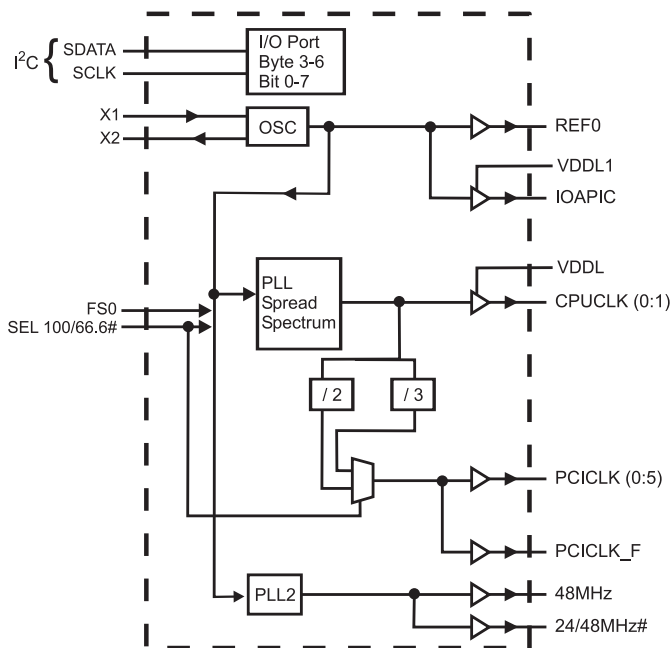 I²C { SDATA
SCLK
I/O Port
Byte 3-6
Bit 0-7
X1
X2
OSC
REF0
VDDL1
IOAPIC
PLL
Spread
Spectrum
VDDL
CPUCLK (0:1)
FS0
SEL 100/66.6#
/ 2
/ 3
PCICLK (0:5)
PCICLK_F
PLL2
48MHz
24/48MHz#